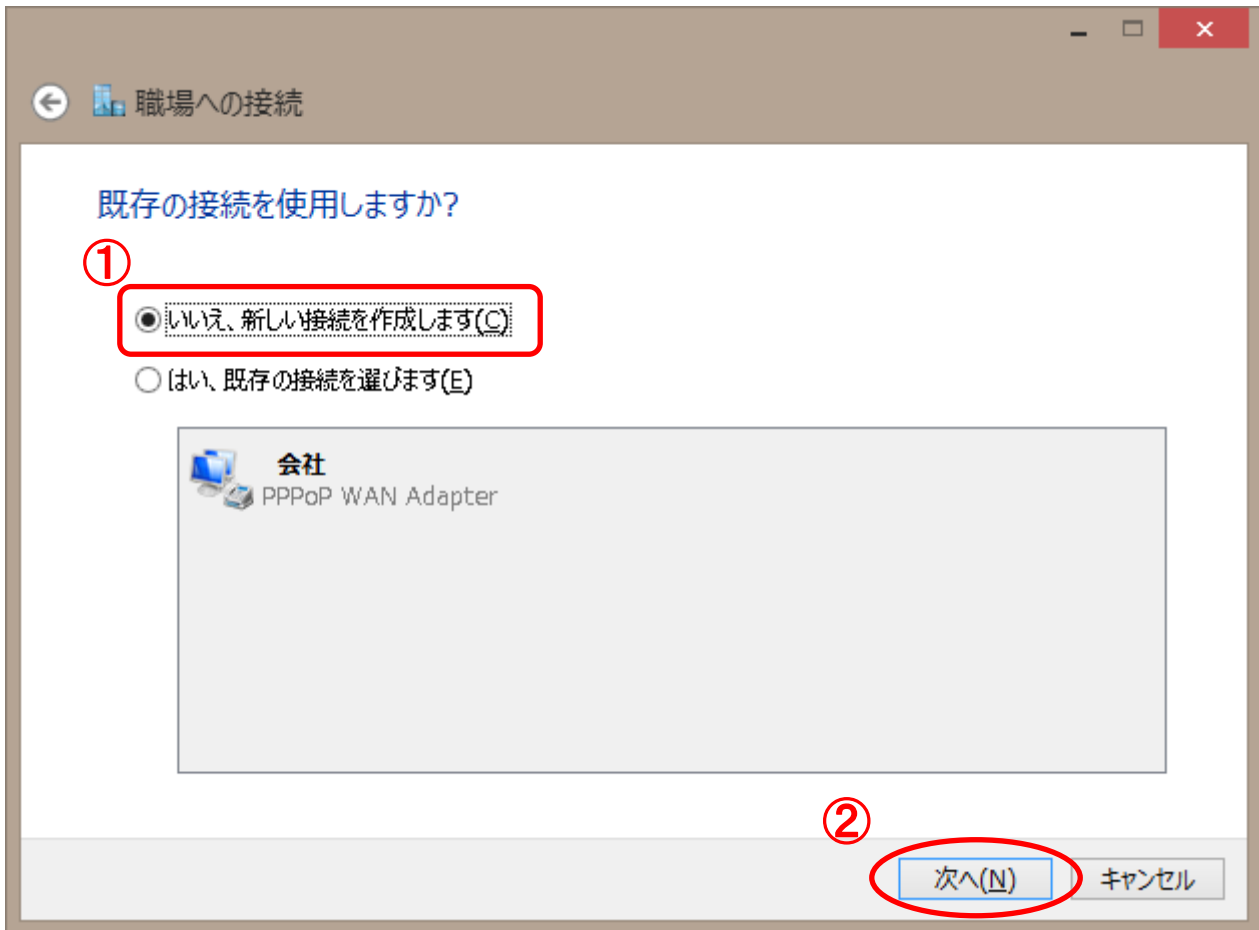 職場への接続
既存の接続を使用しますか?
①
いいえ、新しい接続を作成します(C)
はい、既存の接続を選びます(E)
会社
PPPoP WAN Adapter
②
次へ(N)
キャンセル